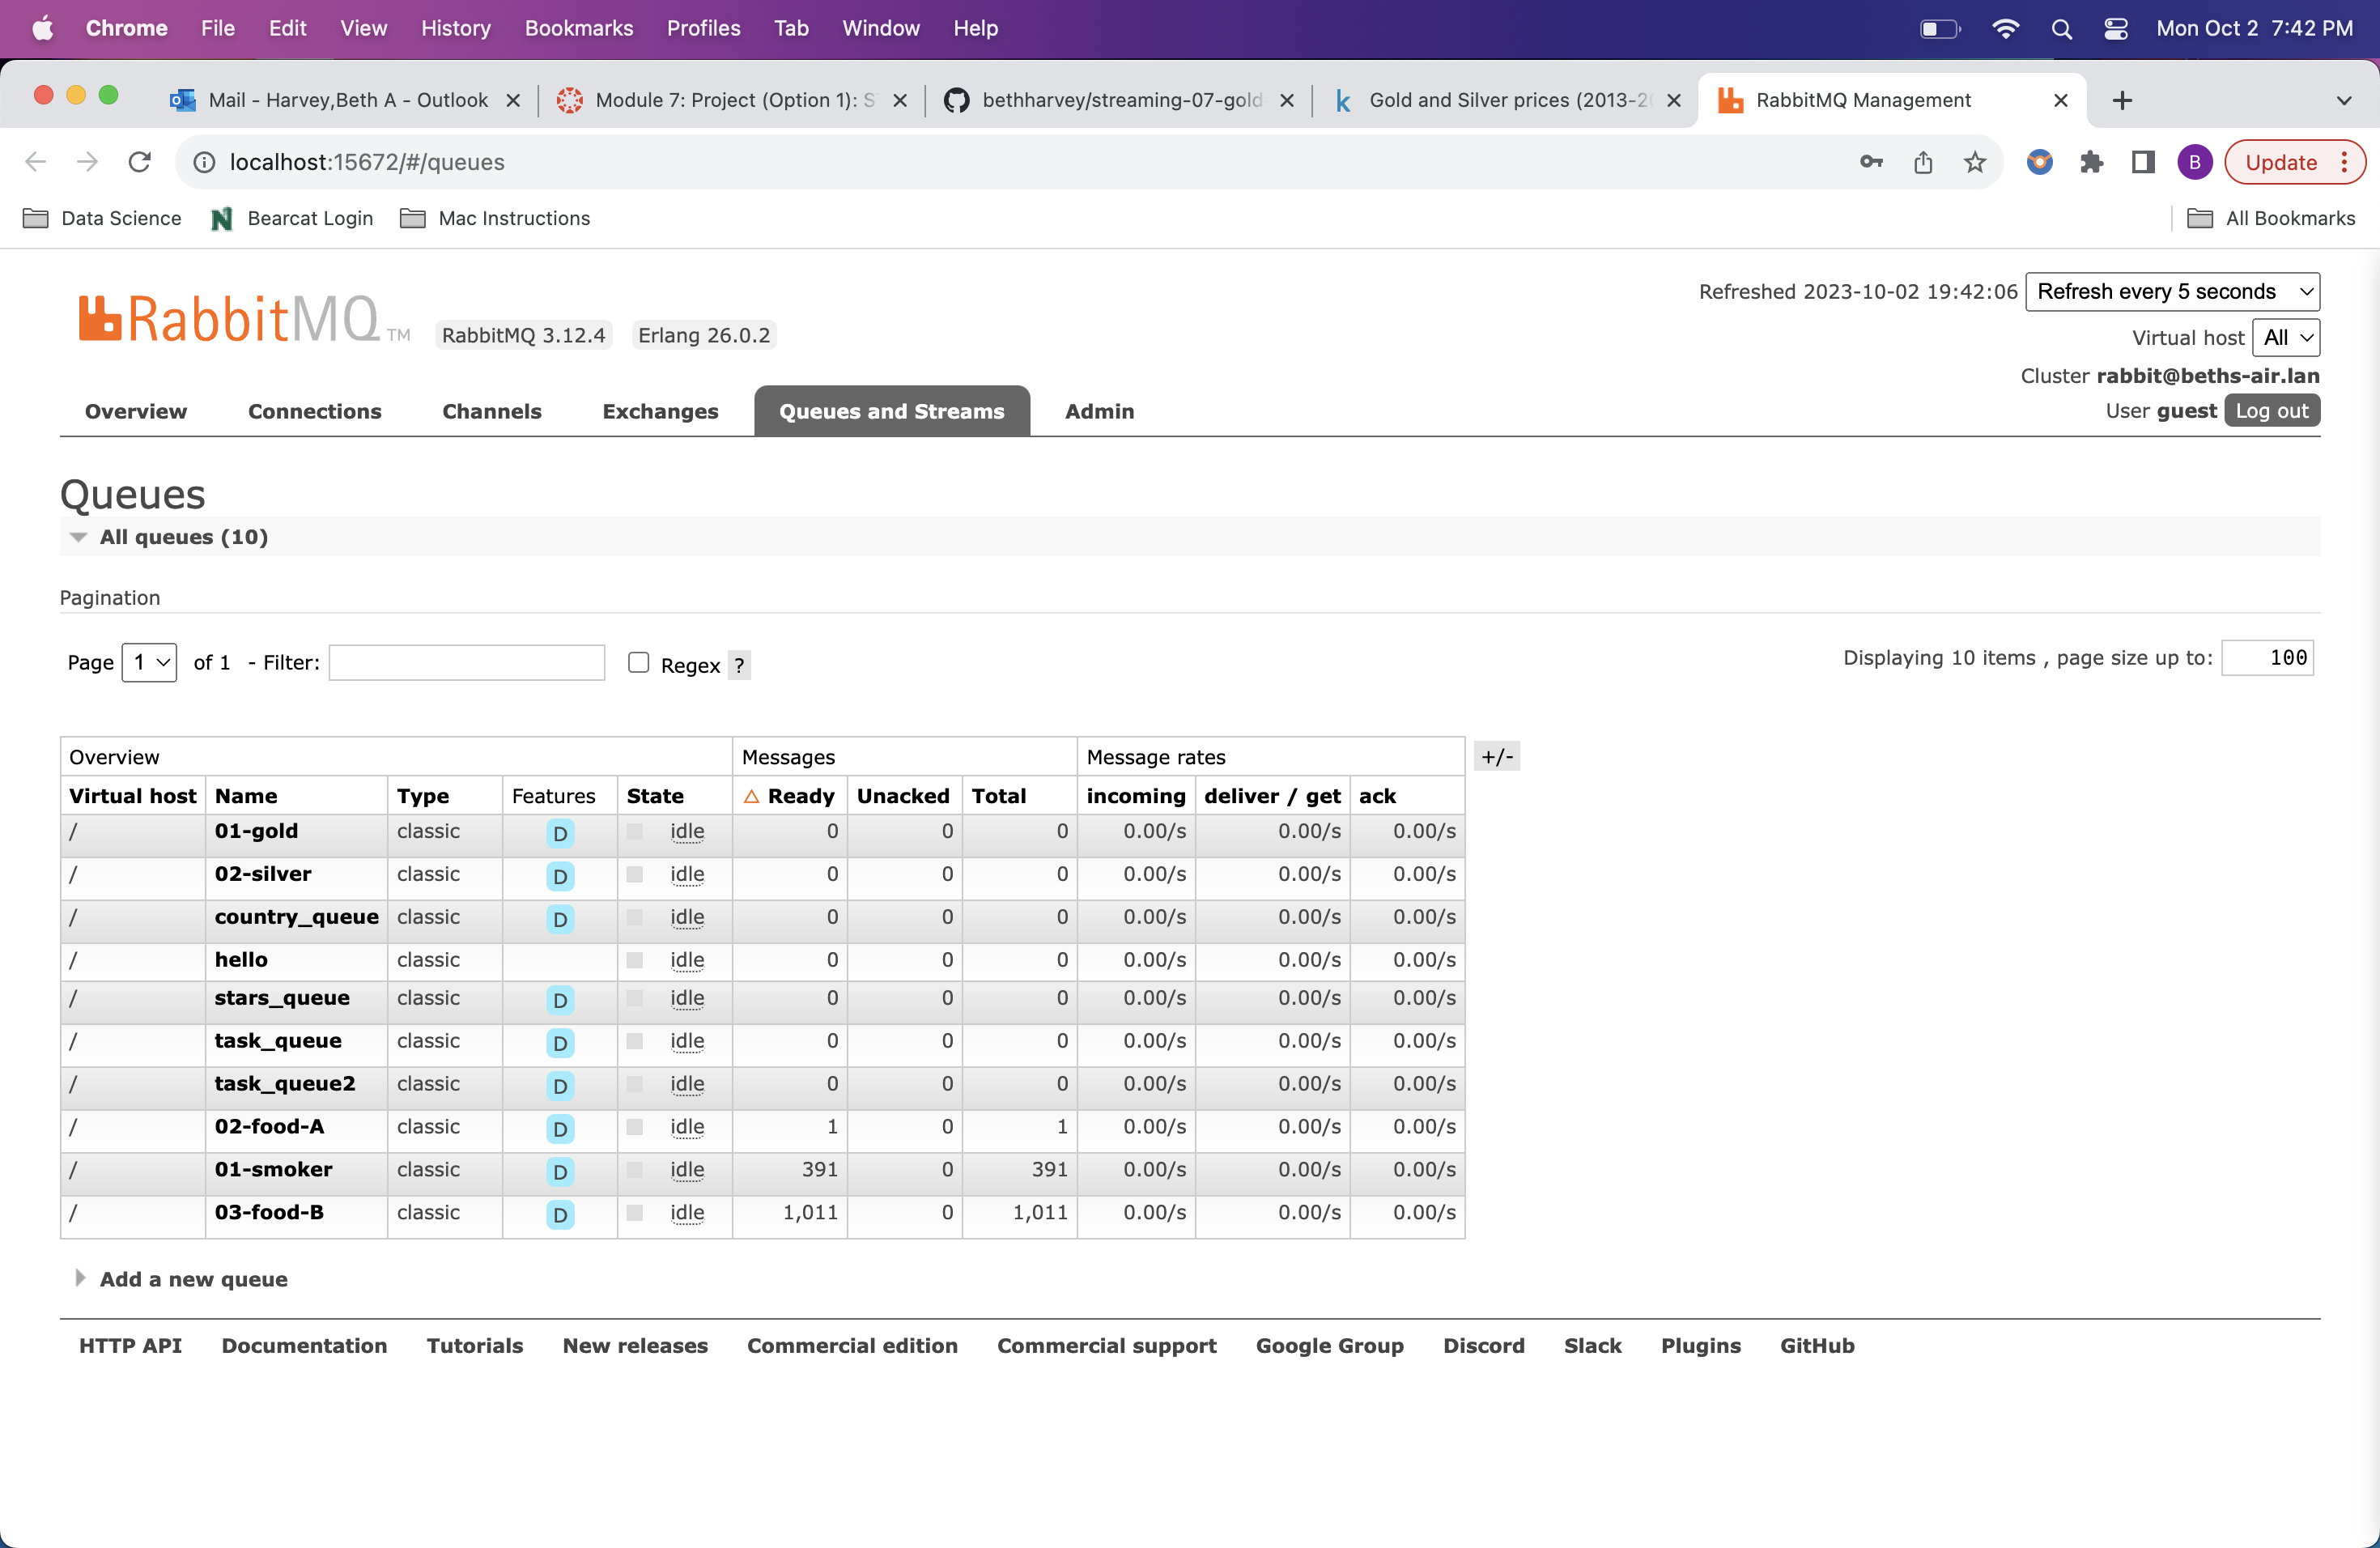 Chrome File Edit View History Bookmarks Profiles Tab Window Help Mon Oct 2 7:42 PM
Mail - Harvey,Beth A - Outlook Module 7: Project (Option 1): S bethharvey/streaming-07-gold k Gold and Silver prices (2013-20 RabbitMQ Management
localhost:15672/#/queues B Update
Data Science N Bearcat Login Mac Instructions All Bookmarks
Refreshed 2023-10-02 19:42:06 Refresh every 5 seconds
RabbitMQ TM RabbitMQ 3.12.4 Erlang 26.0.2
Virtual host All
Cluster rabbit@beths-air.lan
User guest Log out
Overview Connections Channels Exchanges Queues and Streams Admin
Queues
All queues (10)
Pagination
Page 1 of 1 - Filter: Regex ? Displaying 10 items , page size up to: 100
Overview Messages Message rates +/-
Virtual host Name Type Features State Ready Unacked Total incoming deliver / get ack
/ 01-gold classic D idle 0 0 0 0.00/s 0.00/s 0.00/s
/ 02-silver classic D idle 0 0 0 0.00/s 0.00/s 0.00/s
/ country_queue classic D idle 0 0 0 0.00/s 0.00/s 0.00/s
/ hello classic idle 0 0 0 0.00/s 0.00/s 0.00/s
/ stars_queue classic D idle 0 0 0 0.00/s 0.00/s 0.00/s
/ task_queue classic D idle 0 0 0 0.00/s 0.00/s 0.00/s
/ task_queue2 classic D idle 0 0 0 0.00/s 0.00/s 0.00/s
/ 02-food-A classic D idle 1 0 1 0.00/s 0.00/s 0.00/s
/ 01-smoker classic D idle 391 0 391 0.00/s 0.00/s 0.00/s
/ 03-food-B classic D idle 1,011 0 1,011 0.00/s 0.00/s 0.00/s
Add a new queue
HTTP API Documentation Tutorials New releases Commercial edition Commercial support Google Group Discord Slack Plugins GitHub